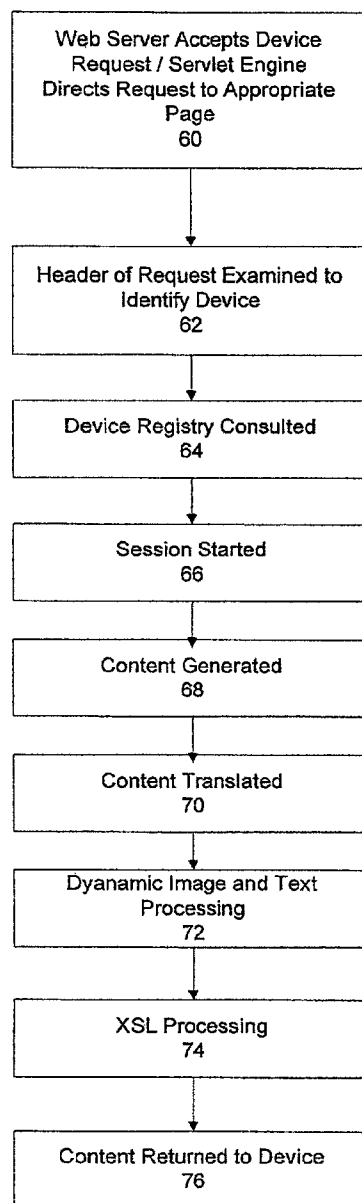 Web Server Accepts Device
Request / Servlet Engine
Directs Request to Appropriate
Page
60
Header of Request Examined to
Identify Device
62
Device Registry Consulted
64
Session Started
66
Content Generated
68
Content Translated
70
Dyanamic Image and Text
Processing
72
XSL Processing
74
Content Returned to Device
76